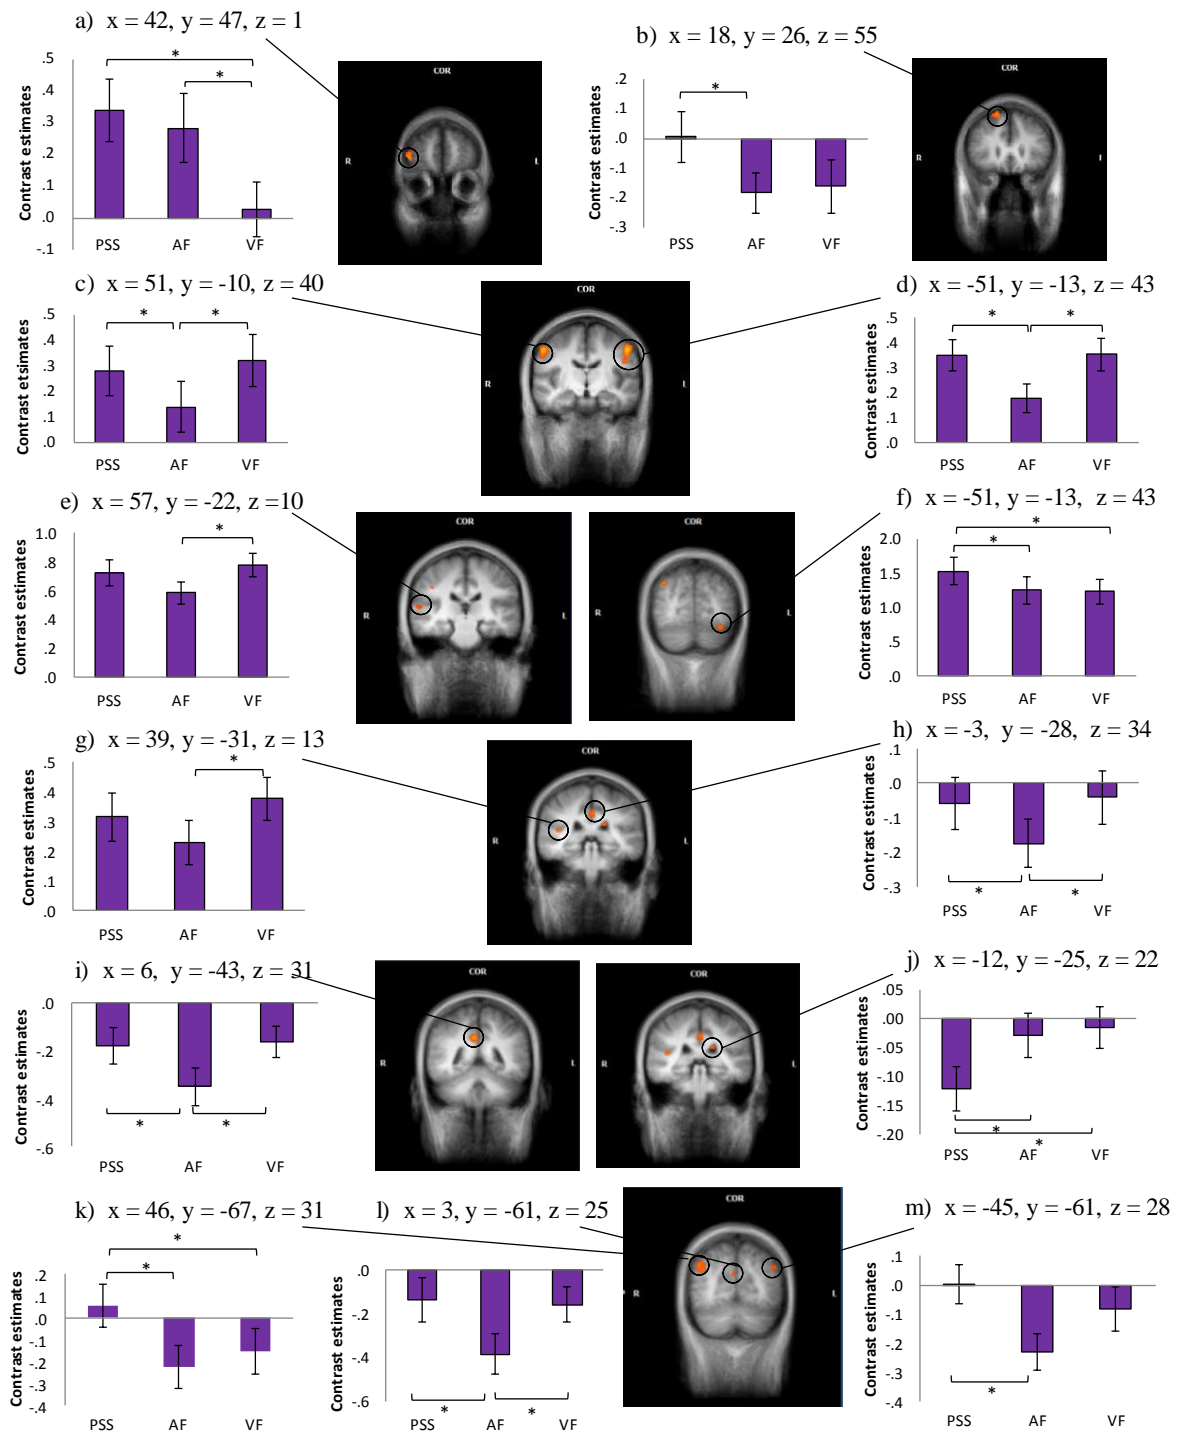 a) x = 42, y = 47, z = 1
Contrast estimates
.5
.4
.3
.2
.1
.0
-.1
*
*
PSS AF VF
COR
R L
b) x = 18, y = 26, z = 55
Contrast estimates
.2
.1
.0
-.1
-.2
-.3
*
PSS AF VF
COR
R L
c) x = 51, y = -10, z = 40
Contrast etsimates
.5
.4
.3
.2
.1
.0
* *
PSS AF VF
COR
R L
d) x = -51, y = -13, z = 43
Contrast estimates
.5
.4
.3
.2
.1
.0
* *
PSS AF VF
e) x = 57, y = -22, z =10
Contrast estimates
1.0
.8
.6
.4
.2
.0
*
PSS AF VF
COR
R L
COR
R L
f) x = -51, y = -13, z = 43
Contrast estimates
2.0
1.5
1.0
.5
.0
*
*
PSS AF VF
g) x = 39, y = -31, z = 13
Contrast estimates
.5
.4
.3
.2
.1
.0
*
PSS AF VF
COR
R L
h) x = -3, y = -28, z = 34
Contrast estimates
.1
.0
-.1
-.2
-.3
* *
PSS AF VF
i) x = 6, y = -43, z = 31
Contrast estimates
.0
-.2
-.4
-.6
* *
PSS AF VF
COR
R L
COR
R L
j) x = -12, y = -25, z = 22
Contrast estimates
.05
.00
-.05
-.10
-.15
-.20
*
*
PSS AF VF
k) x = 46, y = -67, z = 31
Contrast estimates
.2
.1
.0
-.1
-.2
-.3
-.4
*
*
PSS AF VF
l) x = 3, y = -61, z = 25
Contrast estimates
.0
-.2
-.4
-.6
* *
PSS AF VF
COR
R L
m) x = -45, y = -61, z = 28
Contrast estimates
.1
.0
-.1
-.2
-.3
-.4
*
PSS AF VF